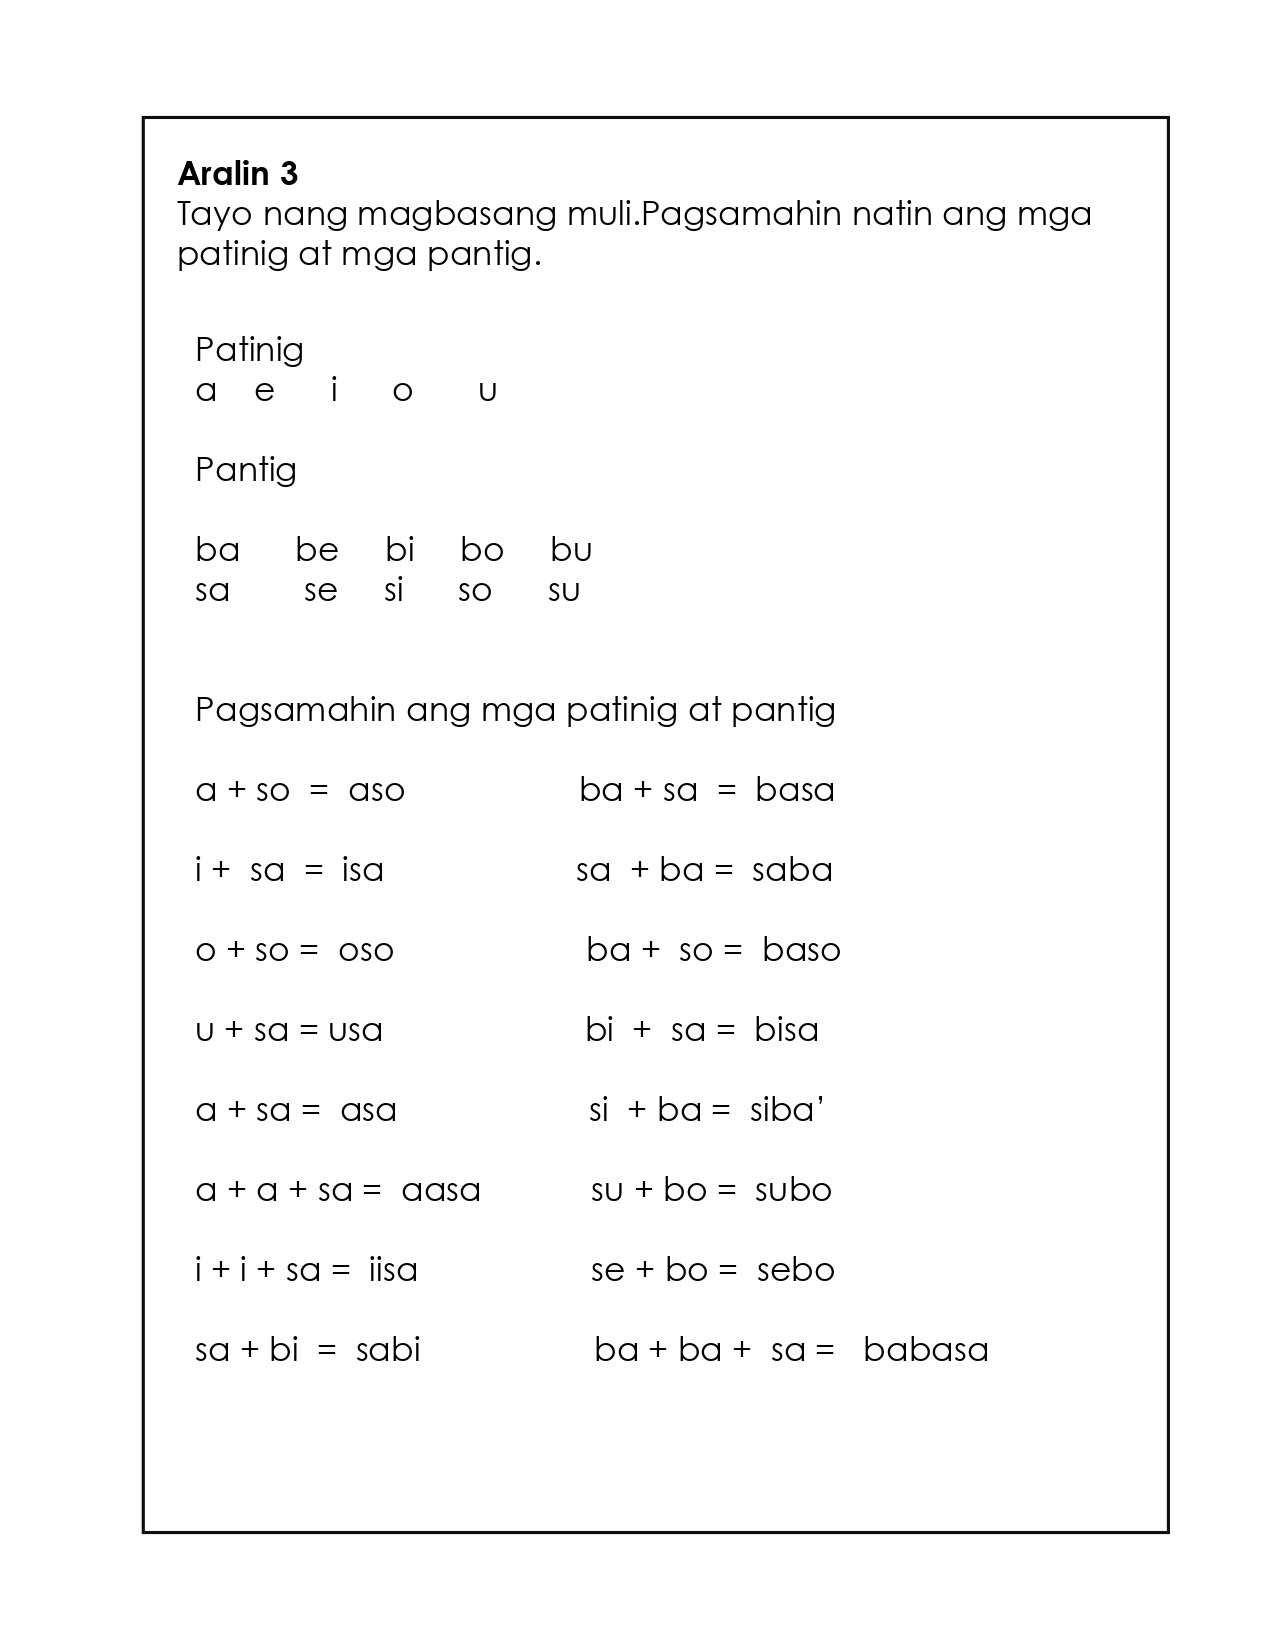 Aralin 3
Tayo nang magbasang muli.Pagsamahin natin ang mga
patinig at mga pantig.
Patinig
a e i o u
Pantig
ba be bi bo bu
sa se si so su
Pagsamahin ang mga patinig at pantig
a + so = aso ba + sa = basa
i + sa = isa sa + ba = saba
o + so = oso ba + so = baso
u + sa = usa bi + sa = bisa
a + sa = asa si + ba = siba’
a + a + sa = aasa su + bo = subo
i + i + sa = iisa se + bo = sebo
sa + bi = sabi ba + ba + sa = babasa